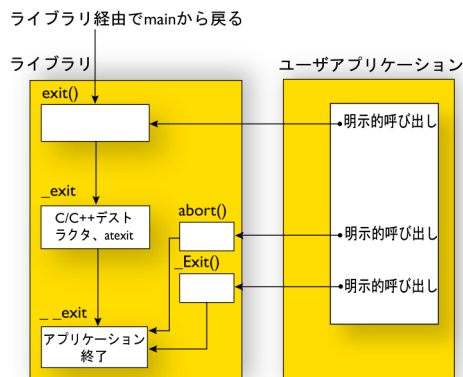 ライブラリ経由でmainから戻る
ライブラリ
ユーザアプリケーション
exit()
明示的呼び出し
_exit
C/C++デスト
ラクタ、atexit
abort()
明示的呼び出し
_Exit()
明示的呼び出し
_ _exit
アプリケーション
終了